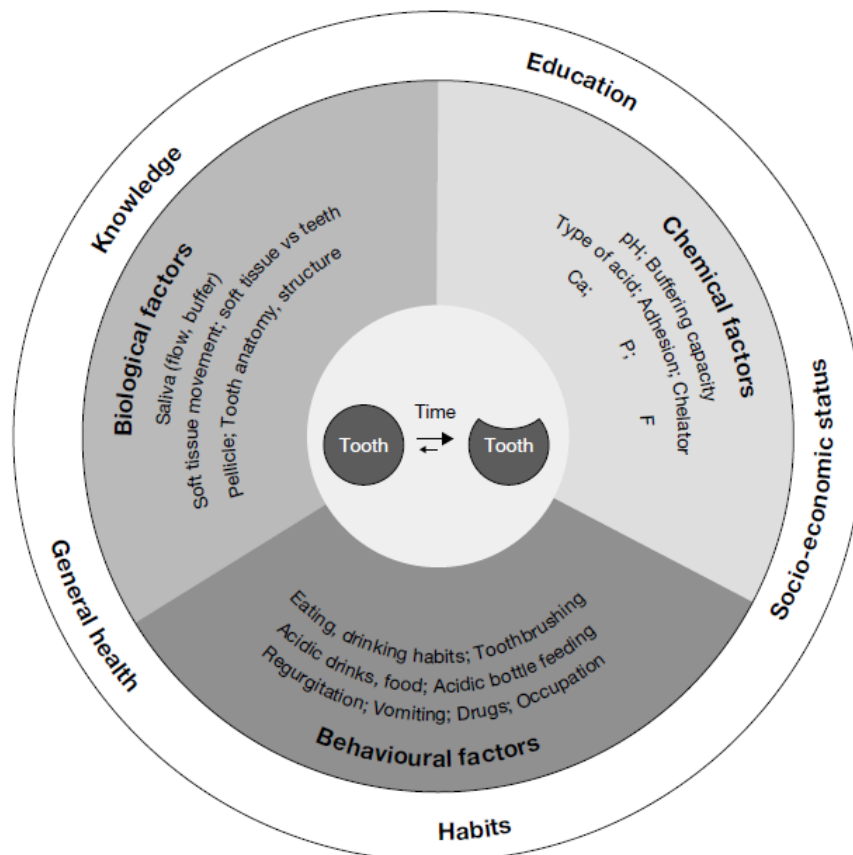 Education
Knowledge
Socio-economic status
General health
Habits
Biological factors
Saliva (flow, buffer)
Soft tissue movement; soft tissue vs teeth
Pellicle; Tooth anatomy, structure
Chemical factors
pH; Buffering capacity
Type of acid; Adhesion; Chelator
Ca; P; F
Time
Tooth
Tooth
Eating, drinking habits; Toothbrushing
Acidic drinks, food; Acidic bottle feeding
Regurgitation; Vomiting; Drugs; Occupation
Behavioural factors